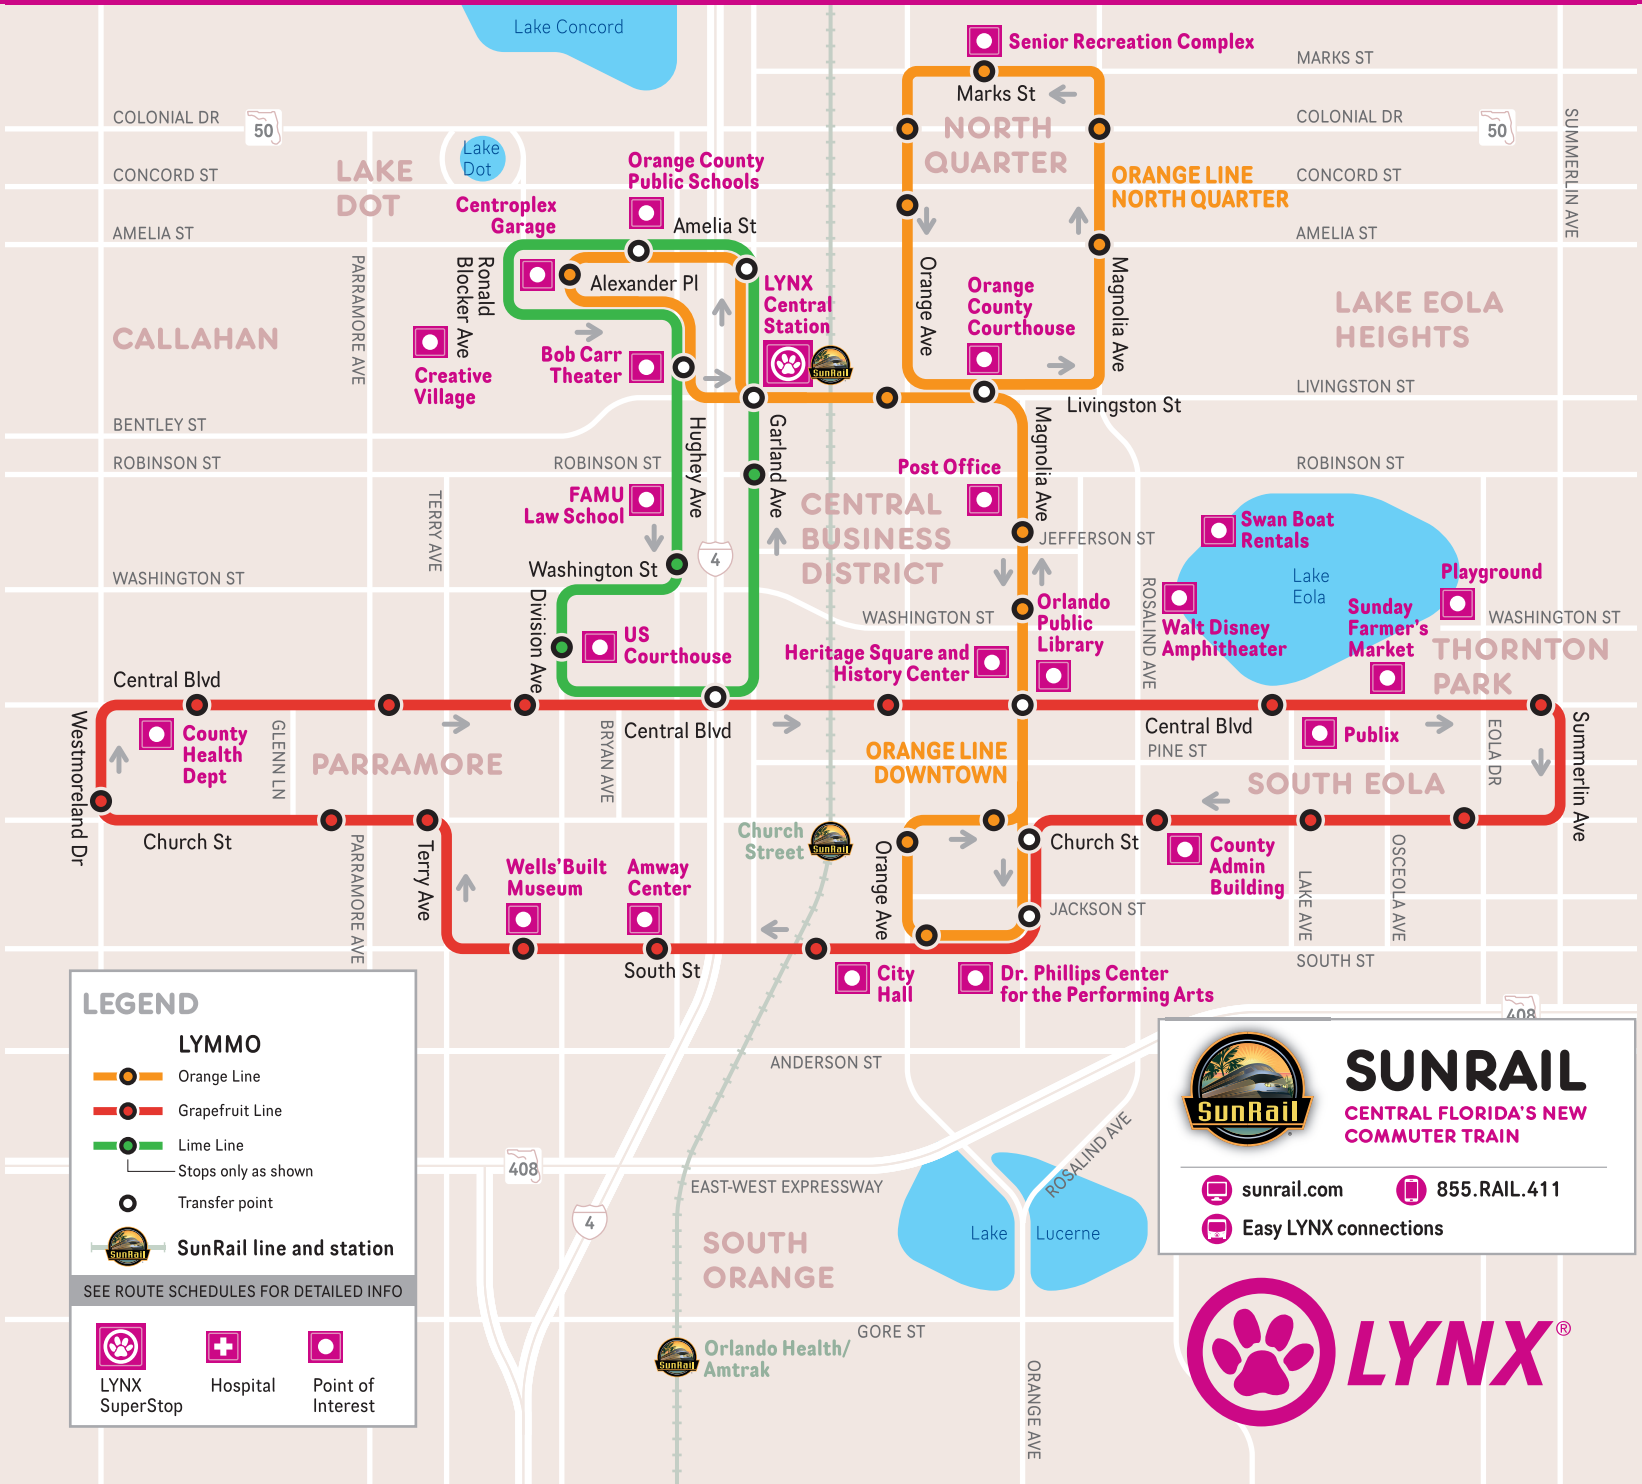 Lake Concord
Senior Recreation Complex
MARKS ST
Marks St
COLONIAL DR
50
COLONIAL DR
50
SUMMERLIN AVE
NORTH
QUARTER
Lake
Dot
LAKE
DOT
Orange County
Public Schools
ORANGE LINE
NORTH QUARTER
CONCORD ST
CONCORD ST
Centroplex
Garage
Amelia St
AMELIA ST
AMELIA ST
Ronald
Blocker Ave
PARRAMORE AVE
Alexander Pl
LYNX
Central
Station
SunRail
Orange Ave
Orange
County
Courthouse
Magnolia Ave
LAKE EOLA
HEIGHTS
CALLAHAN
Creative
Village
Bob Carr
Theater
LIVINGSTON ST
Livingston St
BENTLEY ST
Hughey Ave
Garland Ave
Magnolia Ave
ROBINSON ST
ROBINSON ST
Post Office
ROBINSON ST
TERRY AVE
FAMU
Law School
CENTRAL
BUSINESS
DISTRICT
4
JEFFERSON ST
Swan Boat
Rentals
WASHINGTON ST
Washington St
Lake
Eola
Playground
Division Ave
WASHINGTON ST
Orlando
Public
Library
ROSALIND AVE
Walt Disney
Amphitheater
Sunday
Farmer's
Market
WASHINGTON ST
THORNTON
PARK
US
Courthouse
Heritage Square and
History Center
Central Blvd
Westmoreland Dr
County
Health
Dept
GLENN LN
PARRAMORE
BRYAN AVE
Central Blvd
ORANGE LINE
DOWNTOWN
Central Blvd
PINE ST
Publix
SOUTH EOLA
EOLA DR
Summerlin Ave
Church St
PARRAMORE AVE
Terry Ave
Wells'Built
Museum
Amway
Center
Church
Street
SunRail
Orange Ave
Church St
County
Admin
Building
LAKE AVE
OSCEOLA AVE
JACKSON ST
South St
City
Hall
Dr. Phillips Center
for the Performing Arts
SOUTH ST
408
LEGEND
LYMMO
Orange Line
Grapefruit Line
Lime Line
Stops only as shown
Transfer point
SunRail
SunRail line and station
SEE ROUTE SCHEDULES FOR DETAILED INFO
LYNX
SuperStop
Hospital
Point of
Interest
ANDERSON ST
408
EAST-WEST EXPRESSWAY
4
ROSALIND AVE
SOUTH
ORANGE
Lake
Lucerne
GORE ST
SunRail
Orlando Health/
Amtrak
ORANGE AVE
SunRail
SUNRAIL
CENTRAL FLORIDA'S NEW
COMMUTER TRAIN
sunrail.com
855.RAIL.411
Easy LYNX connections
LYNX®